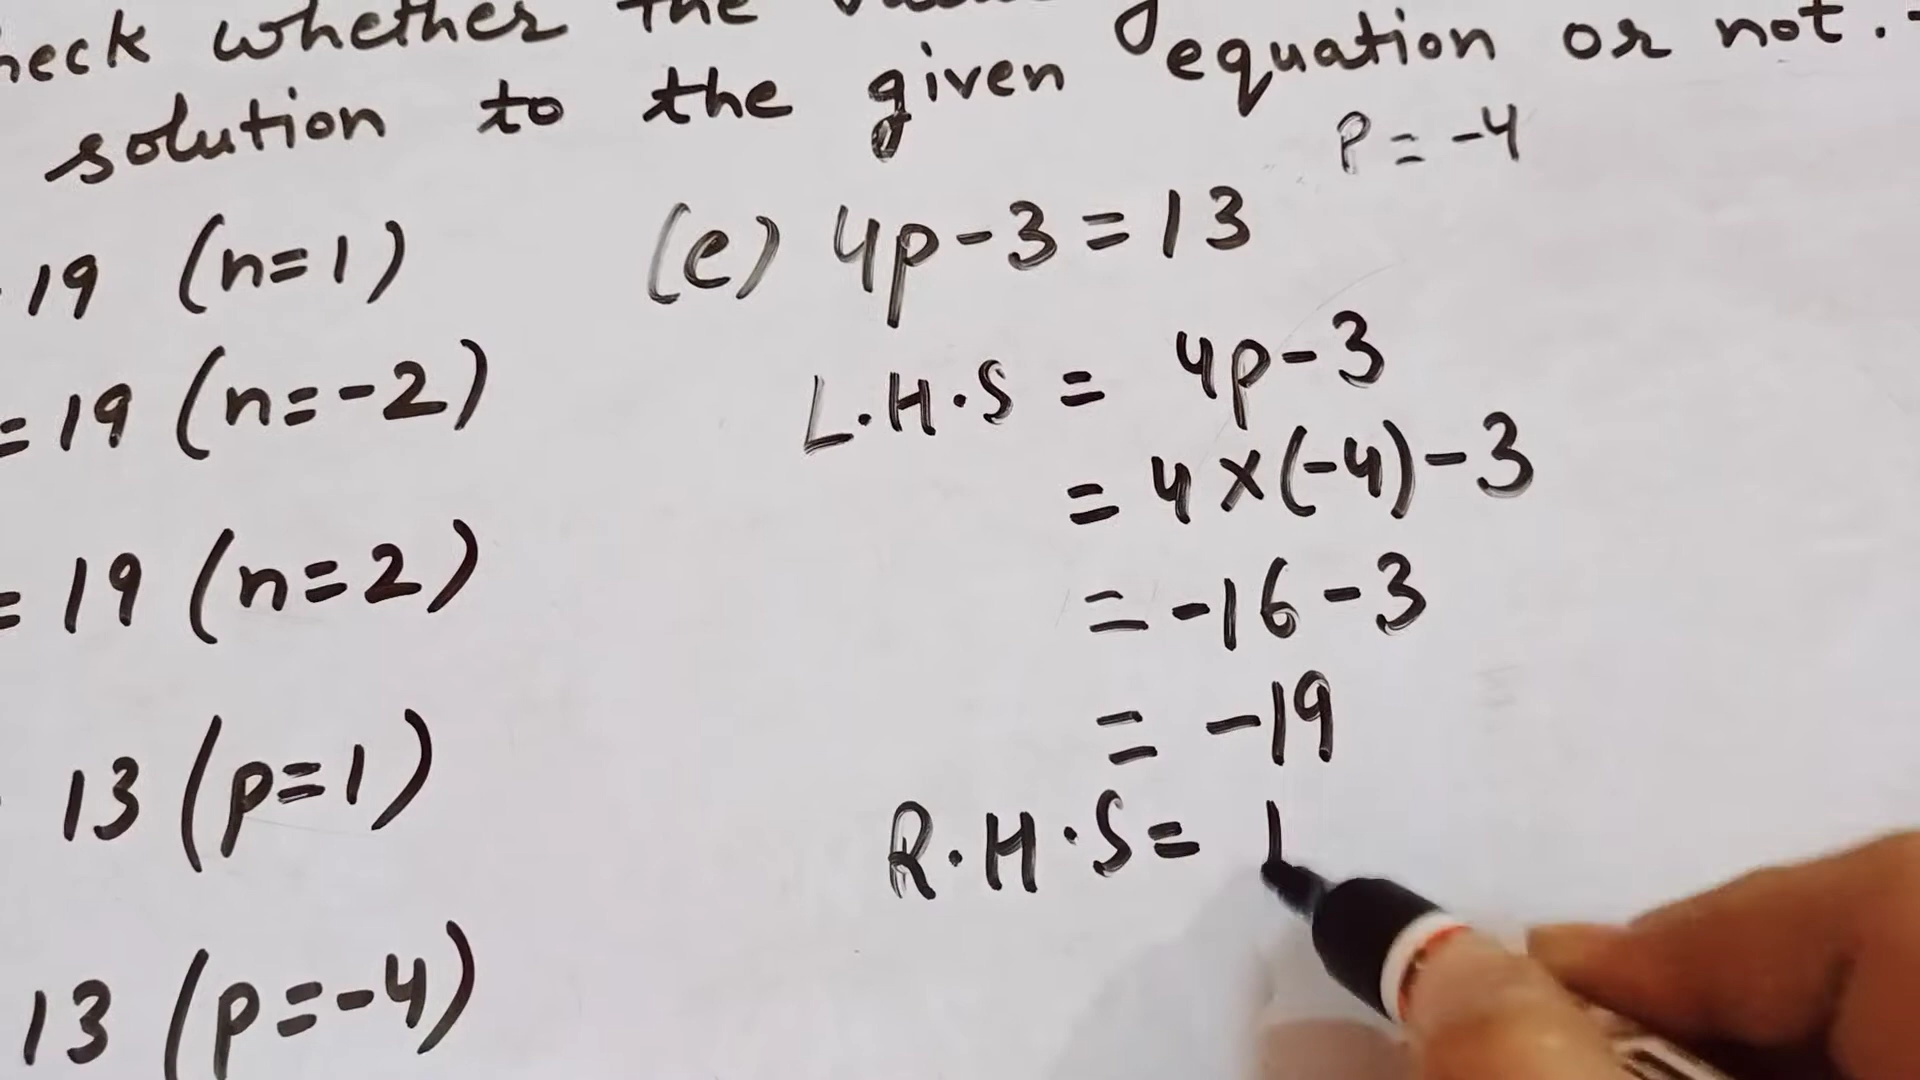 heck whether the
solution to the given equation or not.
P = -4
19 (n=1)
= 19 (n=-2)
= 19 (n=2)
13 (p=1)
13 (p=-4)
(e) 4p-3=13
L.H.S = 4p-3
= 4×(-4)-3
= -16-3
= -19
R.H.S= 1